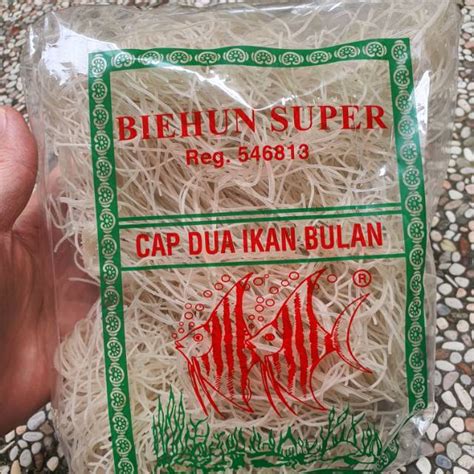 BIEHUN SUPER
Reg. 546813
CAP DUA IKAN BULAN
®